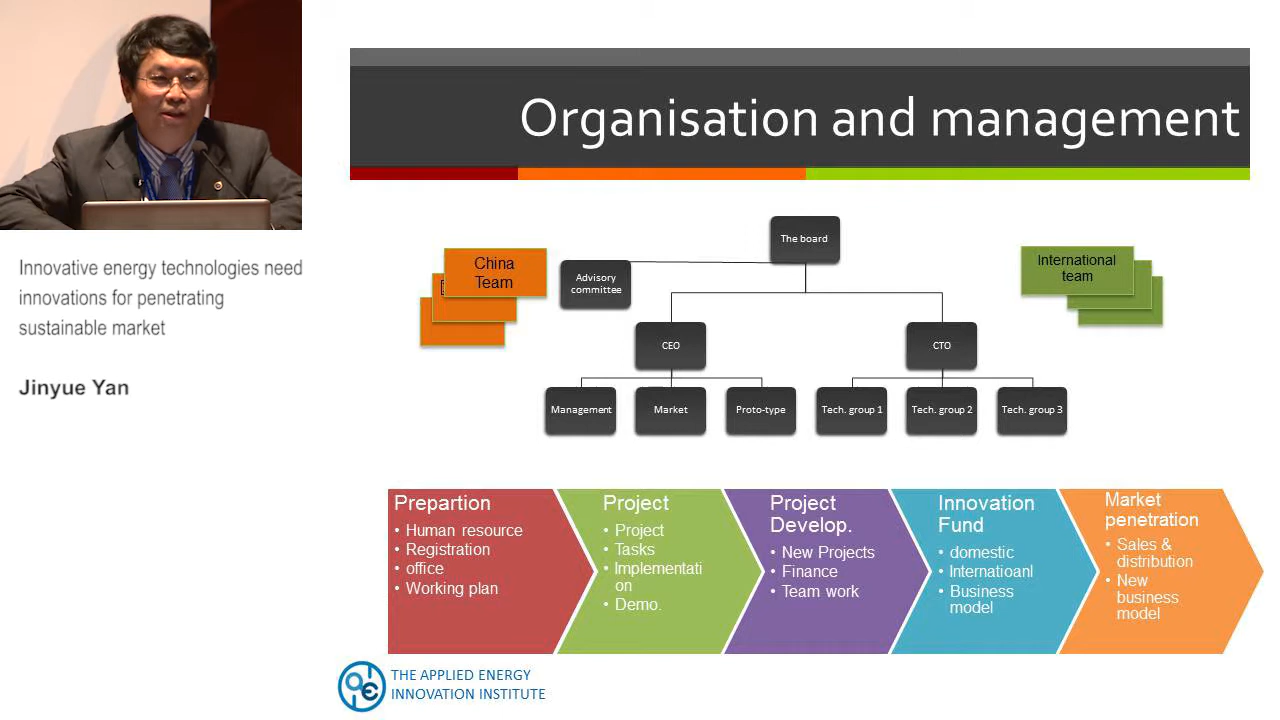 Organisation and management
Innovative energy technologies need
innovations for penetrating
sustainable market
Jinyue Yan
The board
China
Team
Advisory
committee
International
team
CEO
CTO
Management
Market
Proto-type
Tech. group 1
Tech. group 2
Tech. group 3
Prepartion
• Human resource
• Registration
• office
• Working plan
Project
• Project
• Tasks
• Implementati
on
• Demo.
Project
Develop.
• New Projects
• Finance
• Team work
Innovation
Fund
• domestic
• Internatioanl
• Business
model
Market
penetration
• Sales &
distribution
• New
business
model
THE APPLIED ENERGY
INNOVATION INSTITUTE